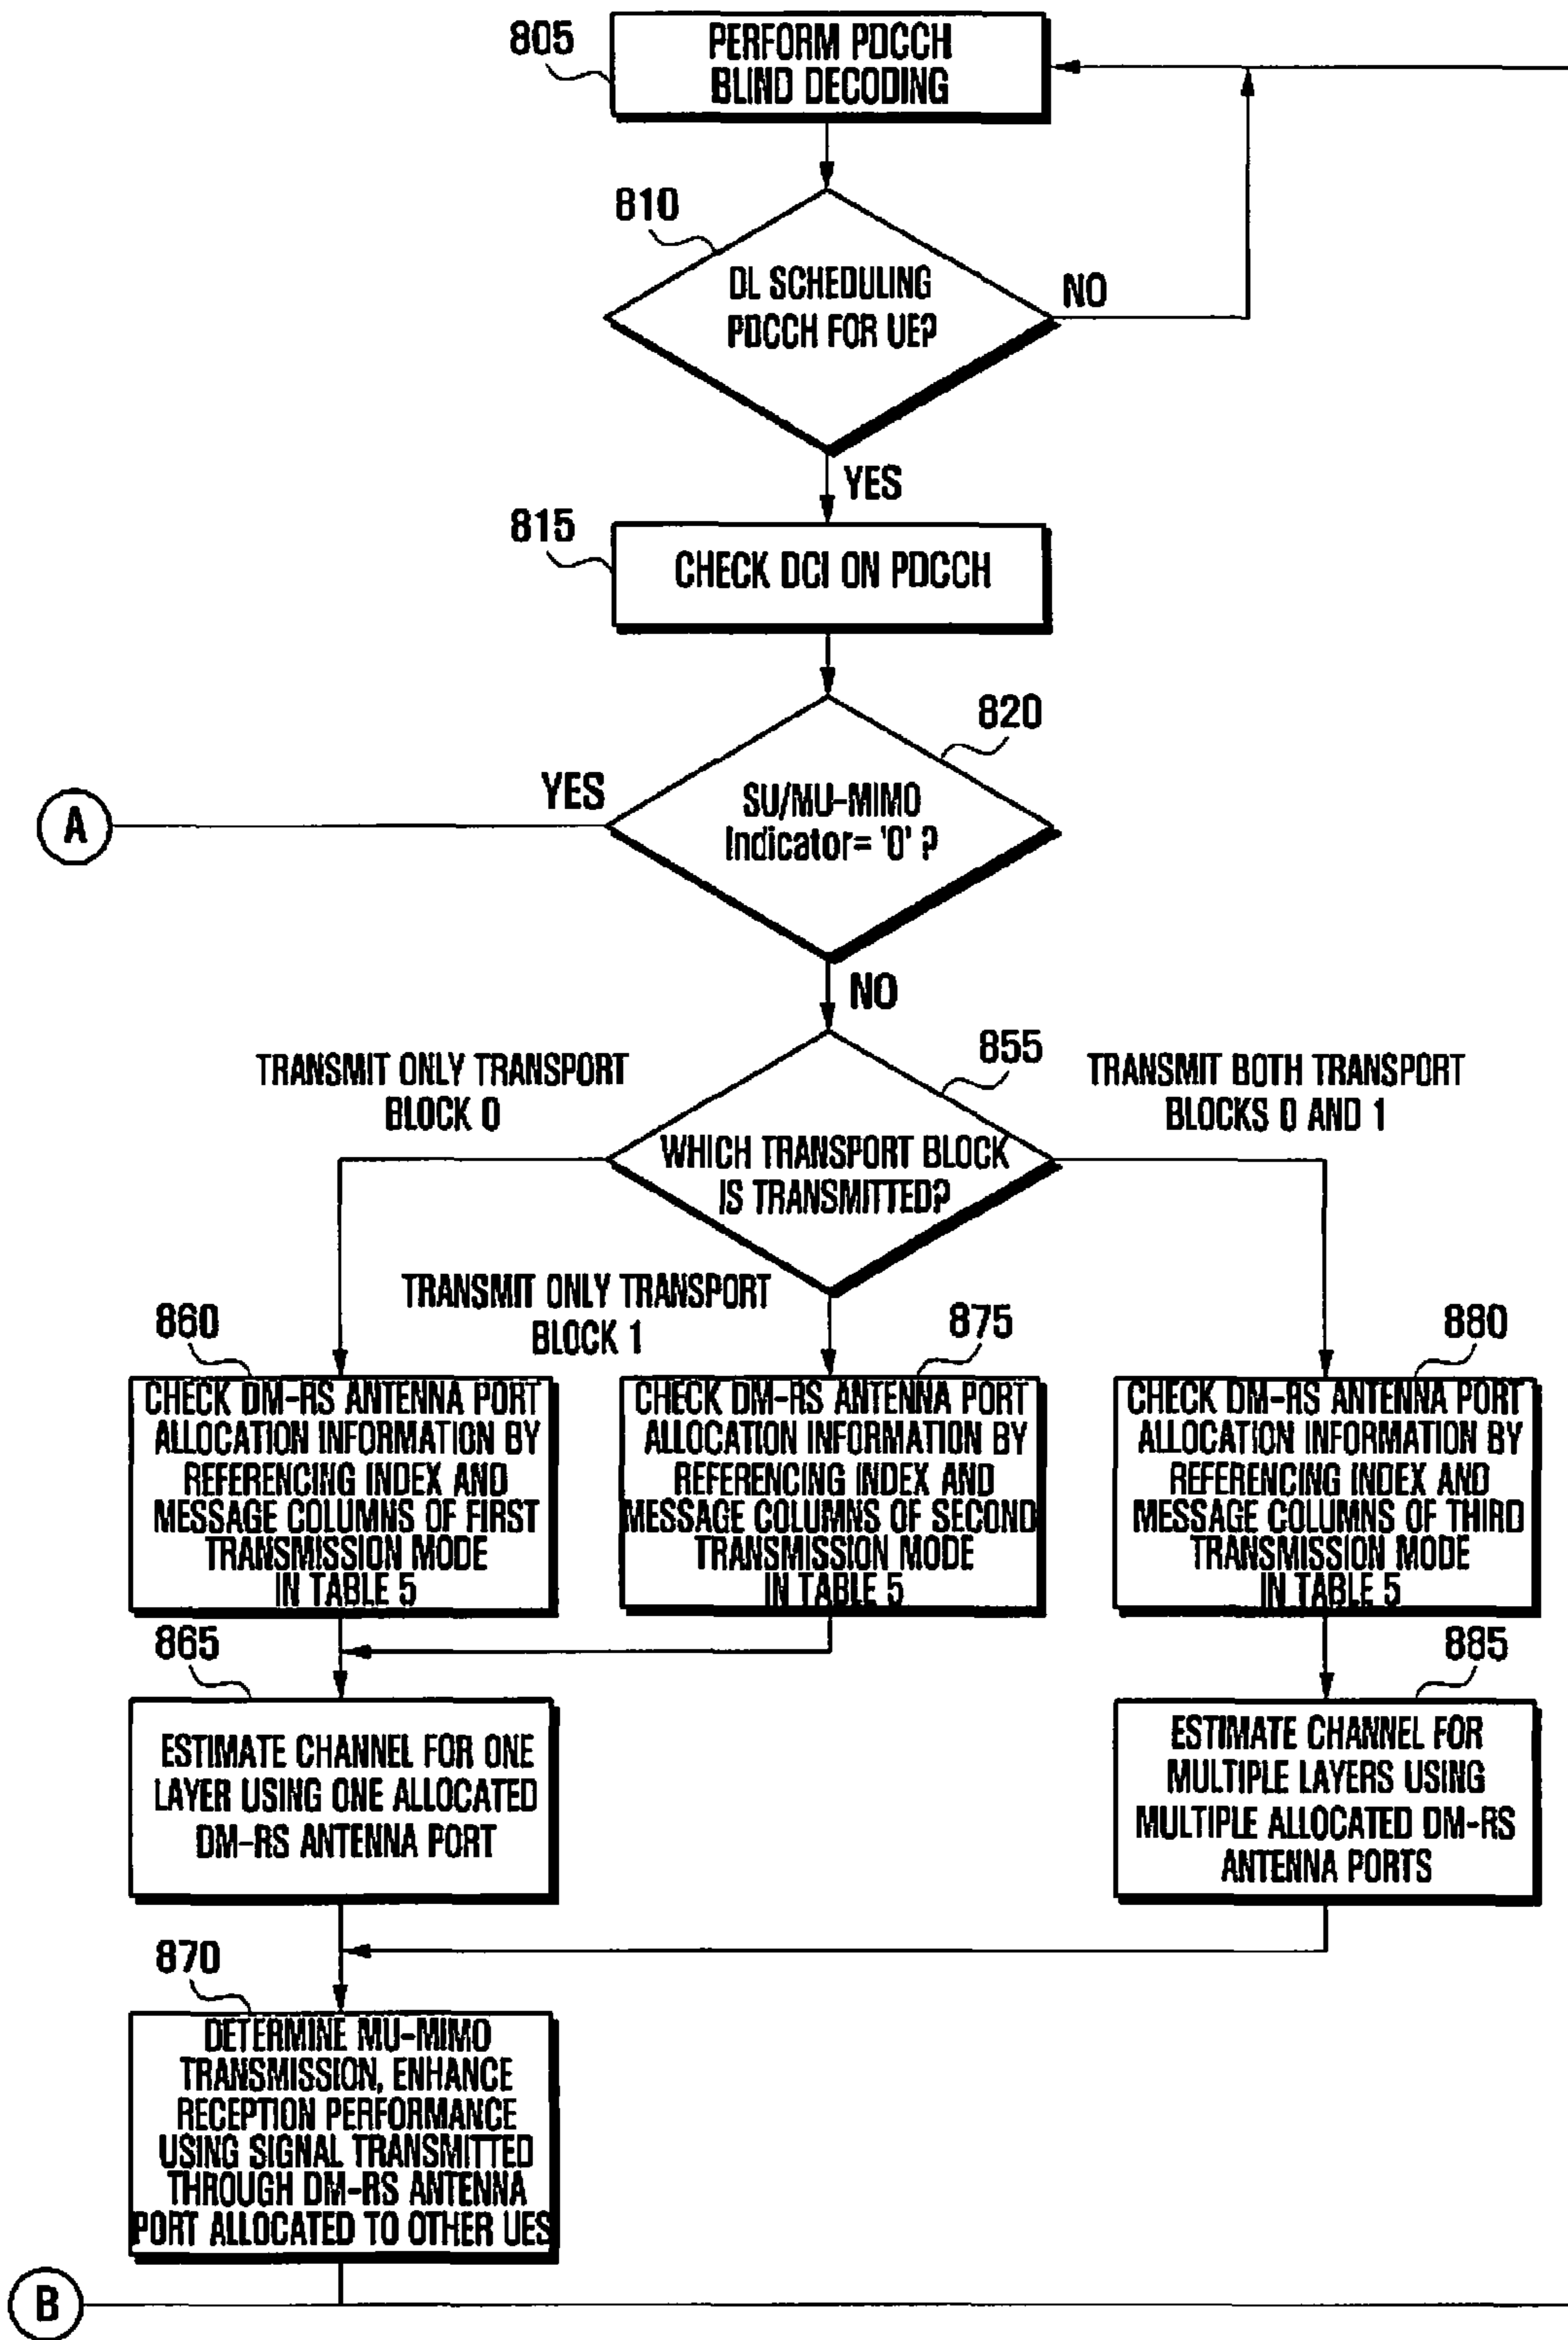 805
PERFORM PDCCH
BLIND DECODING
810
DL SCHEDULING
PDCCH FOR UE?
NO
YES
815
CHECK DCI ON PDCCH
820
YES
SU/MU-MIMO
Indicator= '0' ?
A
NO
855
TRANSMIT ONLY TRANSPORT
BLOCK 0
TRANSMIT BOTH TRANSPORT
BLOCKS 0 AND 1
WHICH TRANSPORT BLOCK
IS TRANSMITTED?
TRANSMIT ONLY TRANSPORT
BLOCK 1
860
CHECK DM-RS ANTENNA PORT
ALLOCATION INFORMATION BY
REFERENCING INDEX AND
MESSAGE COLUMNS OF FIRST
TRANSMISSION MODE
IN TABLE 5
875
CHECK DM-RS ANTENNA PORT
ALLOCATION INFORMATION BY
REFERENCING INDEX AND
MESSAGE COLUMNS OF SECOND
TRANSMISSION MODE
IN TABLE 5
880
CHECK DM-RS ANTENNA PORT
ALLOCATION INFORMATION BY
REFERENCING INDEX AND
MESSAGE COLUMNS OF THIRD
TRANSMISSION MODE
IN TABLE 5
865
ESTIMATE CHANNEL FOR ONE
LAYER USING ONE ALLOCATED
DM-RS ANTENNA PORT
885
ESTIMATE CHANNEL FOR
MULTIPLE LAYERS USING
MULTIPLE ALLOCATED DM-RS
ANTENNA PORTS
870
DETERMINE MU-MIMO
TRANSMISSION, ENHANCE
RECEPTION PERFORMANCE
USING SIGNAL TRANSMITTED
THROUGH DM-RS ANTENNA
PORT ALLOCATED TO OTHER UES
B